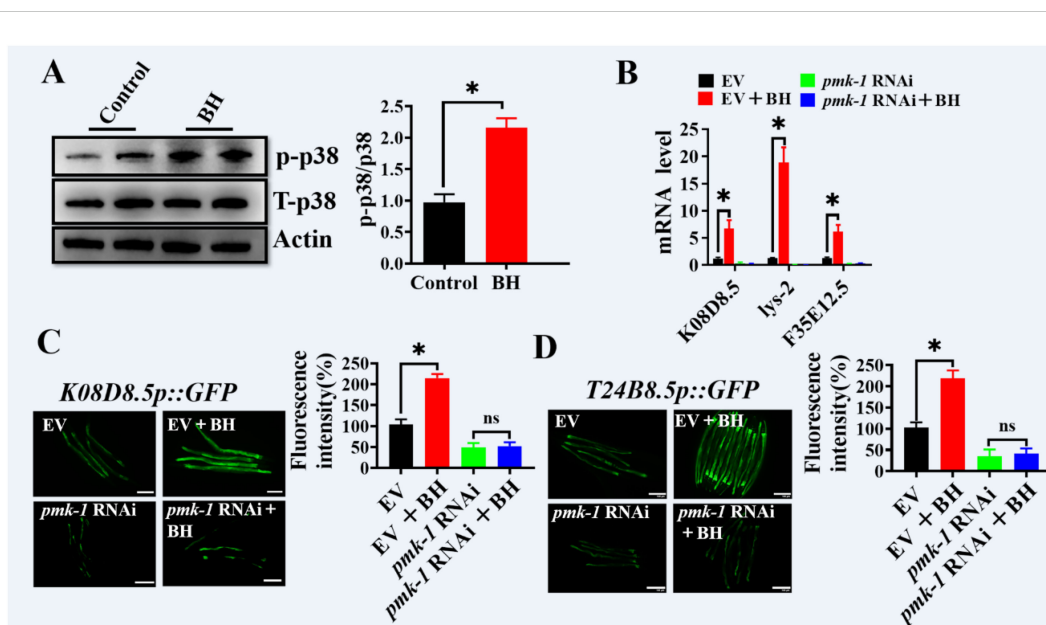 A
Control
BH
p-p38
T-p38
Actin
p-p38/p38
2.5
2.0
1.5
1.0
0.5
0.0
*
Control BH
B
EV
EV+BH
pmk-1 RNAi
pmk-1 RNAi+BH
mRNA level
25
20
15
10
5
0
*
*
*
K08D8.5
lys-2
F35E12.5
C
K08D8.5p::GFP
EV
EV+BH
pmk-1 RNAi
pmk-1 RNAi+
BH
Fluorescence
intensity(%)
250
200
150
100
50
0
*
ns
EV
EV+BH
pmk-1 RNAi
pmk-1 RNAi+BH
D
T24B8.5p::GFP
EV
EV+BH
pmk-1 RNAi
pmk-1 RNAi
+BH
Fluorescence
intensity(%)
250
200
150
100
50
0
*
ns
EV
EV+BH
pmk-1 RNAi
pmk-1 RNAi+BH